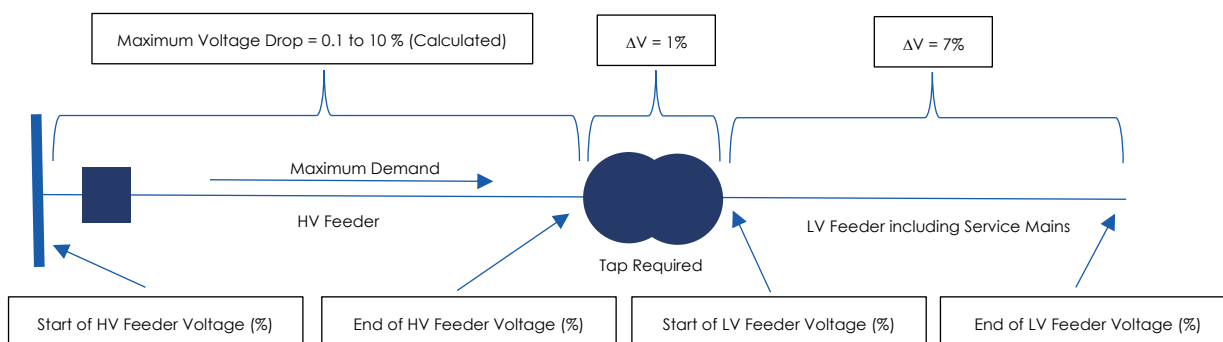 Maximum Voltage Drop = 0.1 to 10 % (Calculated)
∆V = 1%
∆V = 7%
Maximum Demand
HV Feeder
LV Feeder including Service Mains
Tap Required
Start of HV Feeder Voltage (%)
End of HV Feeder Voltage (%)
Start of LV Feeder Voltage (%)
End of LV Feeder Voltage (%)